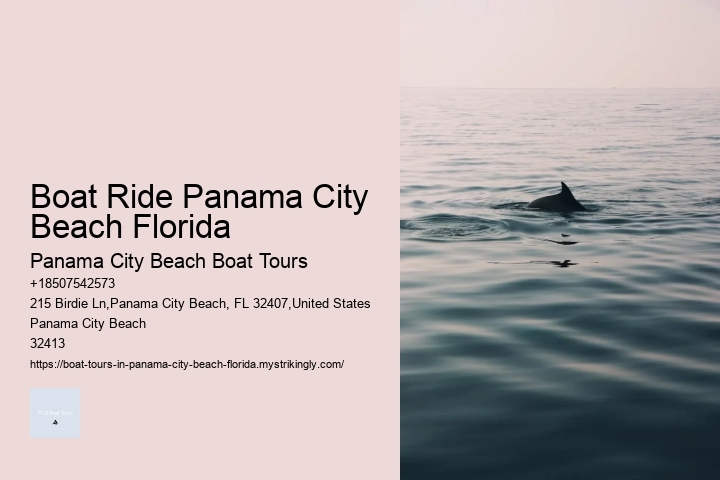 Boat Ride Panama City
Beach Florida
Panama City Beach Boat Tours
+18507542573
215 Birdie Ln,Panama City Beach, FL 32407,United States
Panama City Beach
32413
https://boat-tours-in-panama-city-beach-florida.mystrikingly.com/